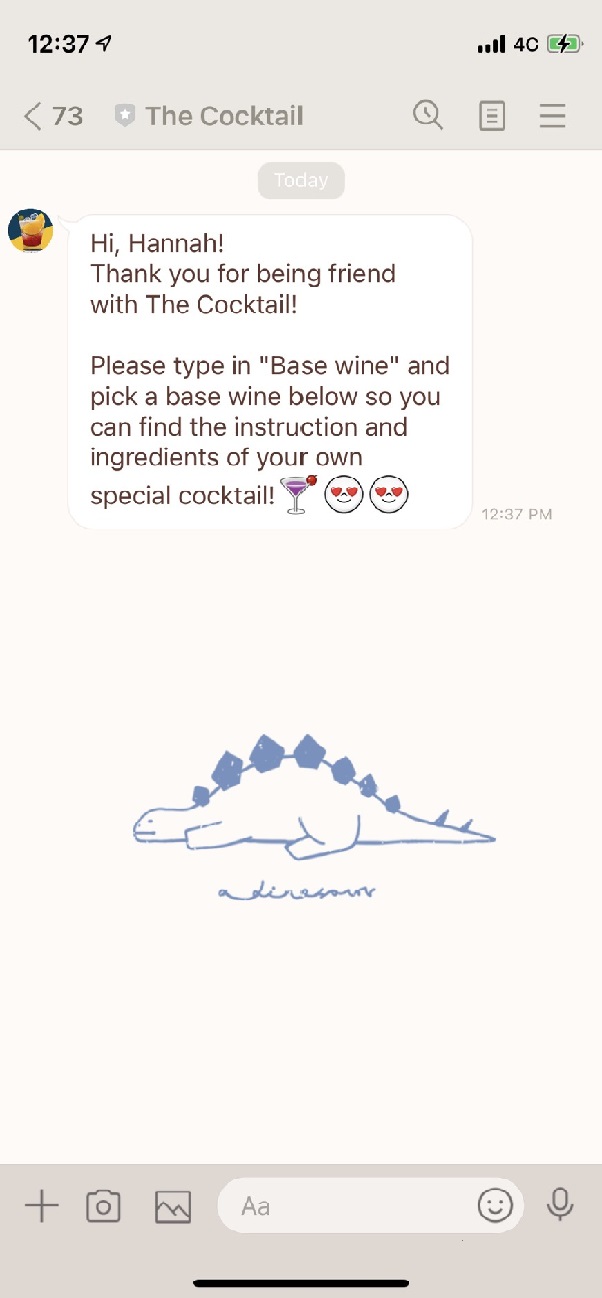 12:37
4G
73
The Cocktail
Today
Hi, Hannah!
Thank you for being friend
with The Cocktail!
Please type in "Base wine" and
pick a base wine below so you
can find the instruction and
ingredients of your own
special cocktail!
12:37 PM
a dinosaur
Aa